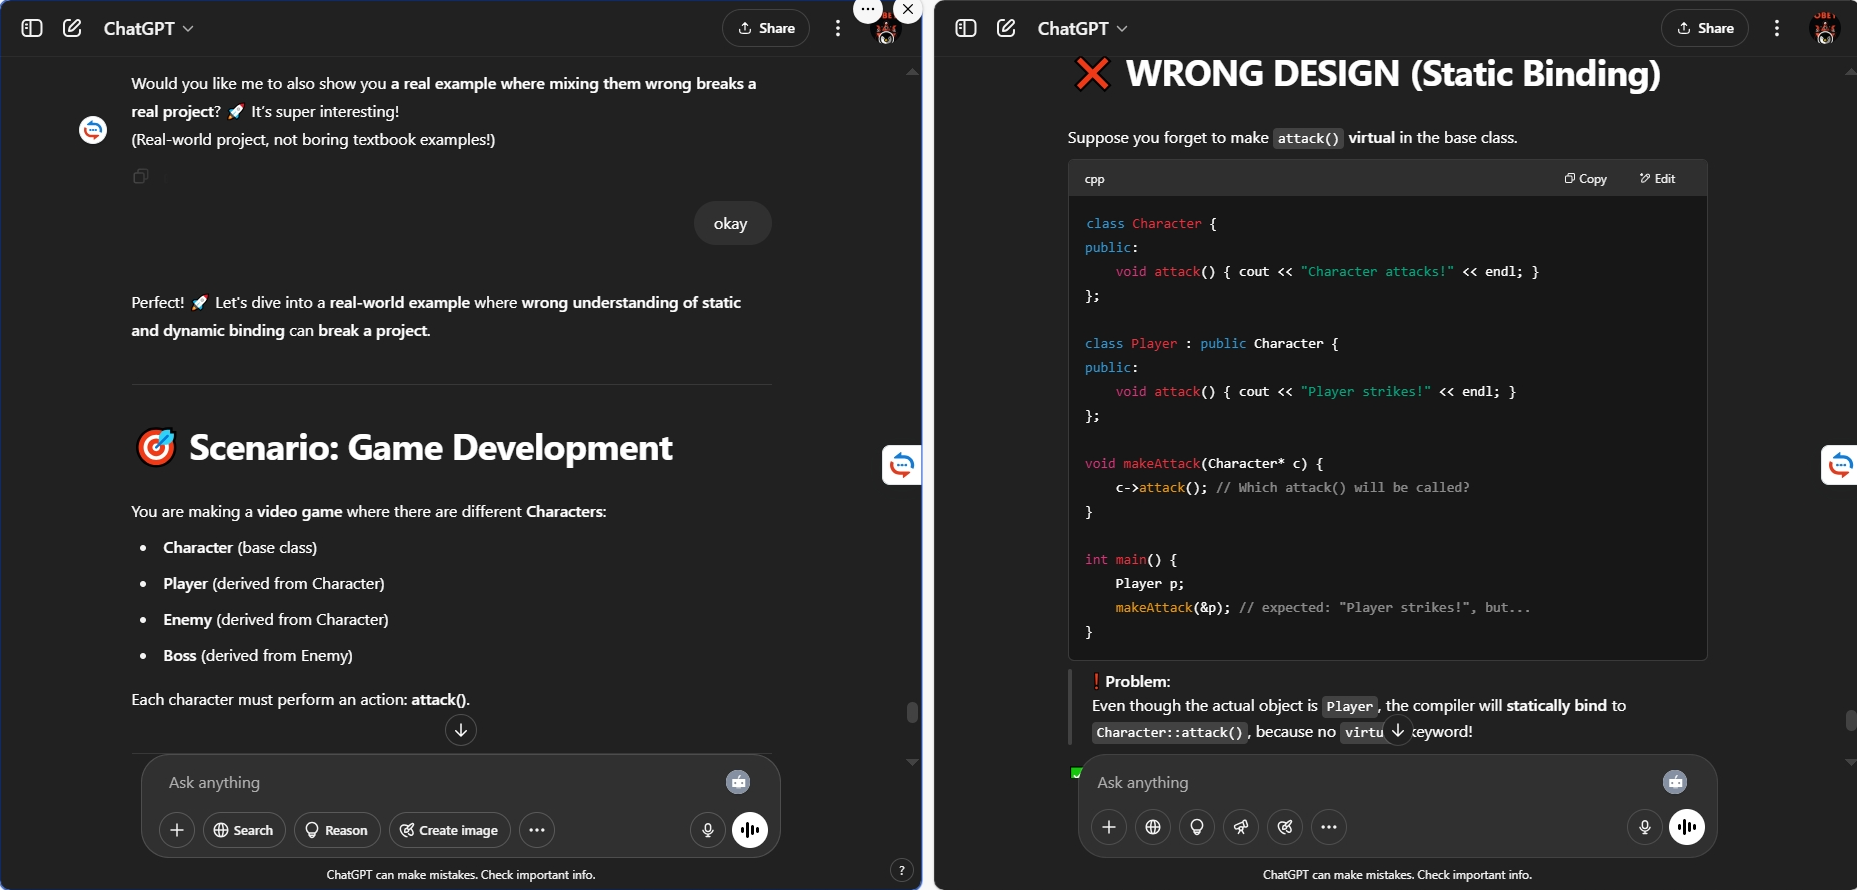 ChatGPT
Share
Would you like me to also show you a real example where mixing them wrong breaks a
real project? 🚀 It's super interesting!
(Real-world project, not boring textbook examples!)
okay
Perfect! 🚀 Let's dive into a real-world example where wrong understanding of static
and dynamic binding can break a project.
🎯 Scenario: Game Development
You are making a video game where there are different Characters:
• Character (base class)
• Player (derived from Character)
• Enemy (derived from Character)
• Boss (derived from Enemy)
Each character must perform an action: attack().
Ask anything
Search
Reason
Create image
ChatGPT can make mistakes. Check important info.
?
ChatGPT
Share
❌ WRONG DESIGN (Static Binding)
Suppose you forget to make attack() virtual in the base class.
cpp
Copy
Edit
class Character {
public:
    void attack() { cout << "Character attacks!" << endl; }
};
class Player : public Character {
public:
    void attack() { cout << "Player strikes!" << endl; }
};
void makeAttack(Character* c) {
    c->attack(); // Which attack() will be called?
}
int main() {
    Player p;
    makeAttack(&p); // expected: "Player strikes!", but...
}
❗ Problem:
Even though the actual object is Player, the compiler will statically bind to
Character::attack(), because no virtu keyword!
Ask anything
ChatGPT can make mistakes. Check important info.